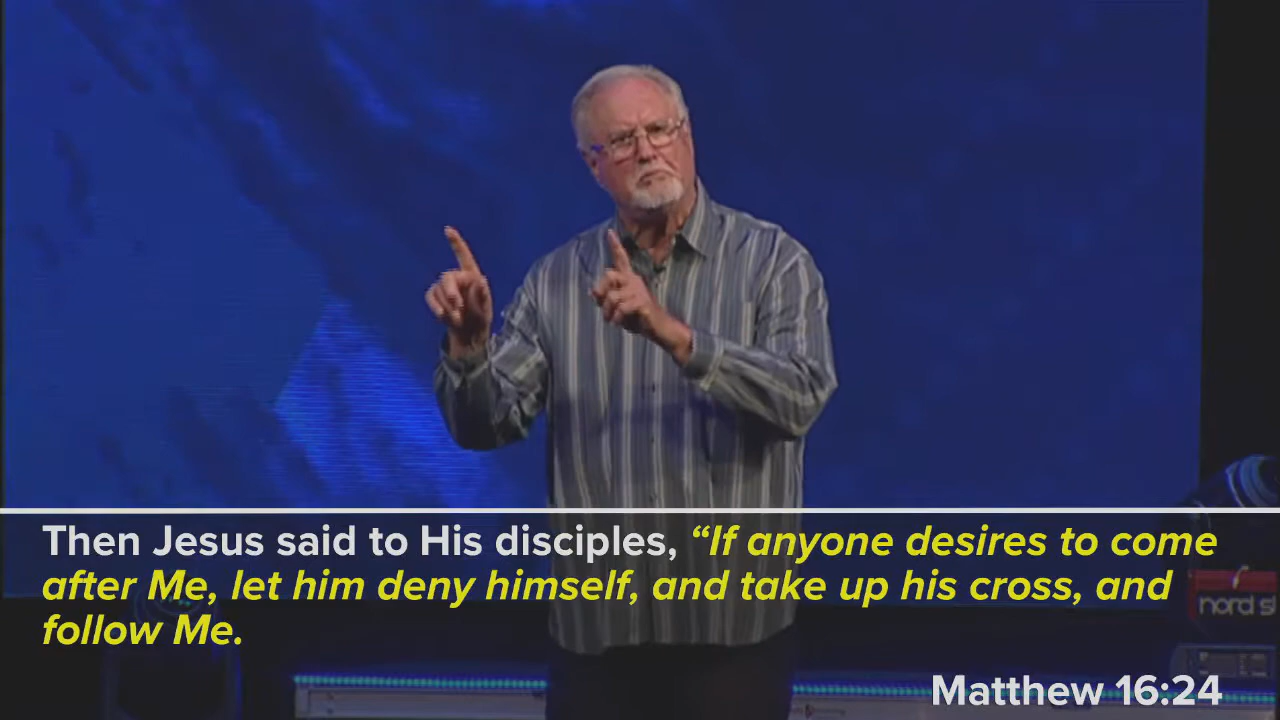 Then Jesus said to His disciples, “If anyone desires to come
after Me, let him deny himself, and take up his cross, and
follow Me.
Matthew 16:24
nord